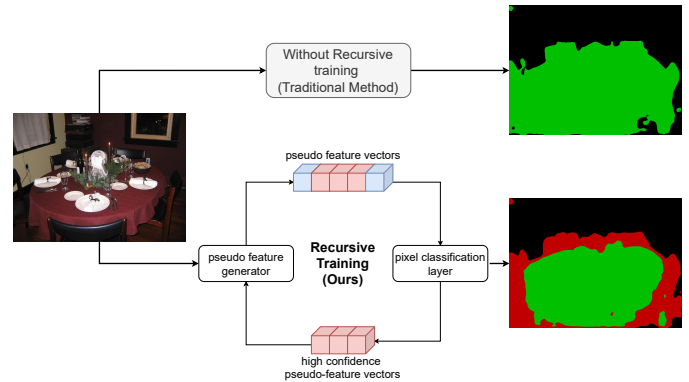 Without Recursive
training
(Traditional Method)
pseudo feature vectors
pseudo feature
generator
Recursive
Training
(Ours)
pixel classification
layer
high confidence
pseudo-feature vectors